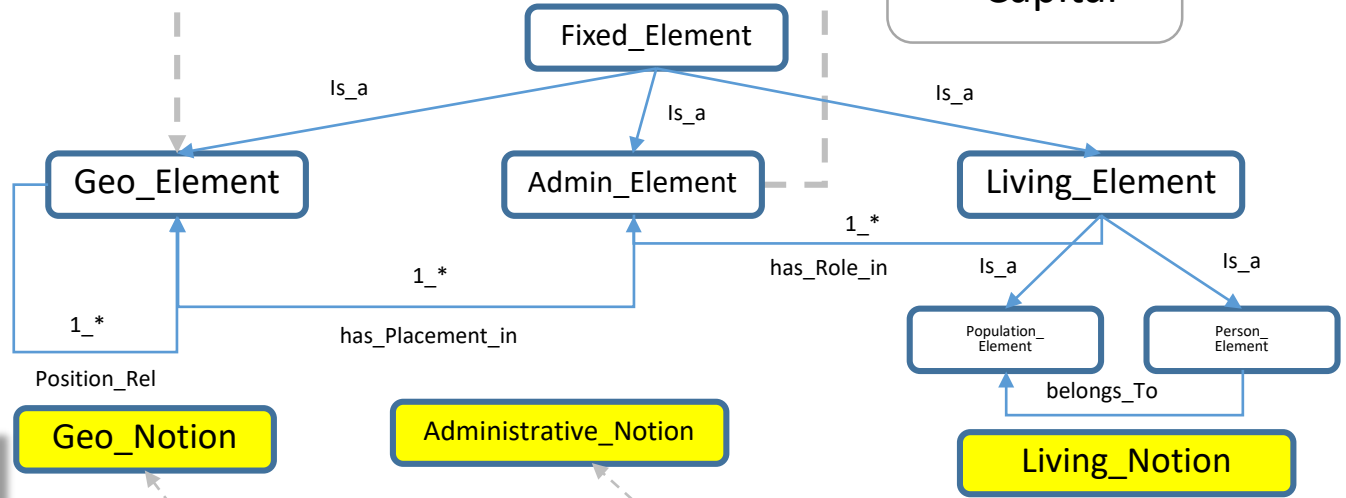 Capital
Fixed_Element
Is_a
Is_a
Is_a
Geo_Element
Admin_Element
Living_Element
1_*
has_Role_in
Is_a
Is_a
1_*
has_Placement_in
1_*
Position_Rel
Population_
Element
Person_
Element
belongs_To
Geo_Notion
Administrative_Notion
Living_Notion